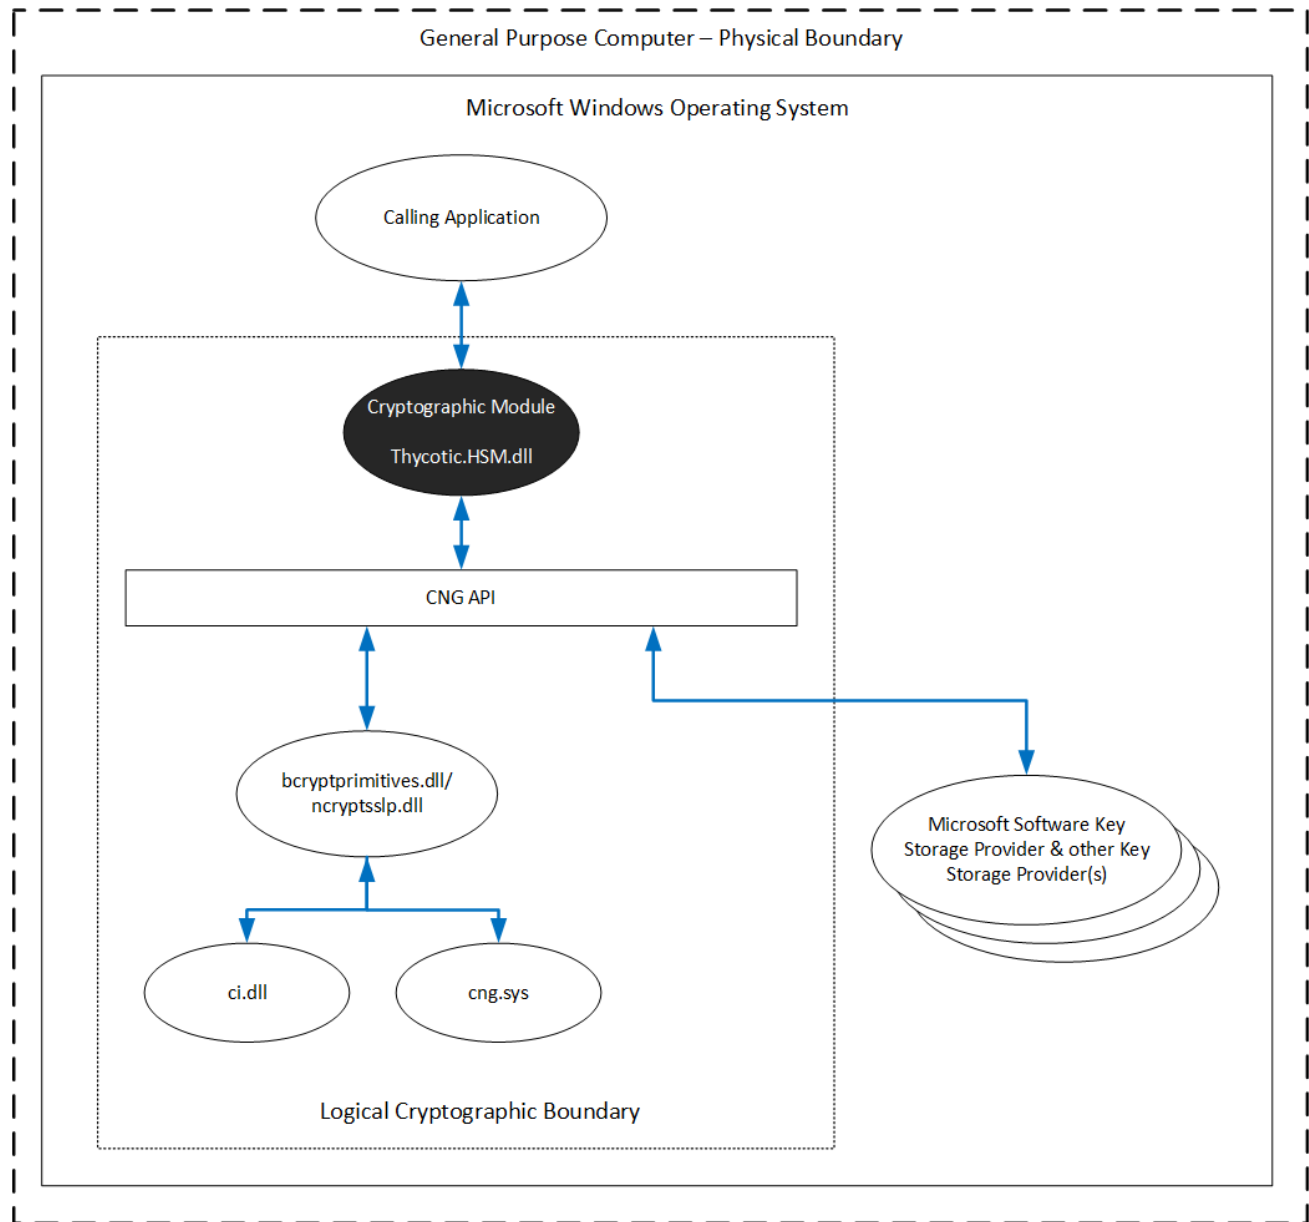 General Purpose Computer – Physical Boundary
Microsoft Windows Operating System
Calling Application
Cryptographic Module
Thycotic.HSM.dll
CNG API
bcryptprimitives.dll/
ncryptsslp.dll
Microsoft Software Key
Storage Provider & other Key
Storage Provider(s)
ci.dll
cng.sys
Logical Cryptographic Boundary